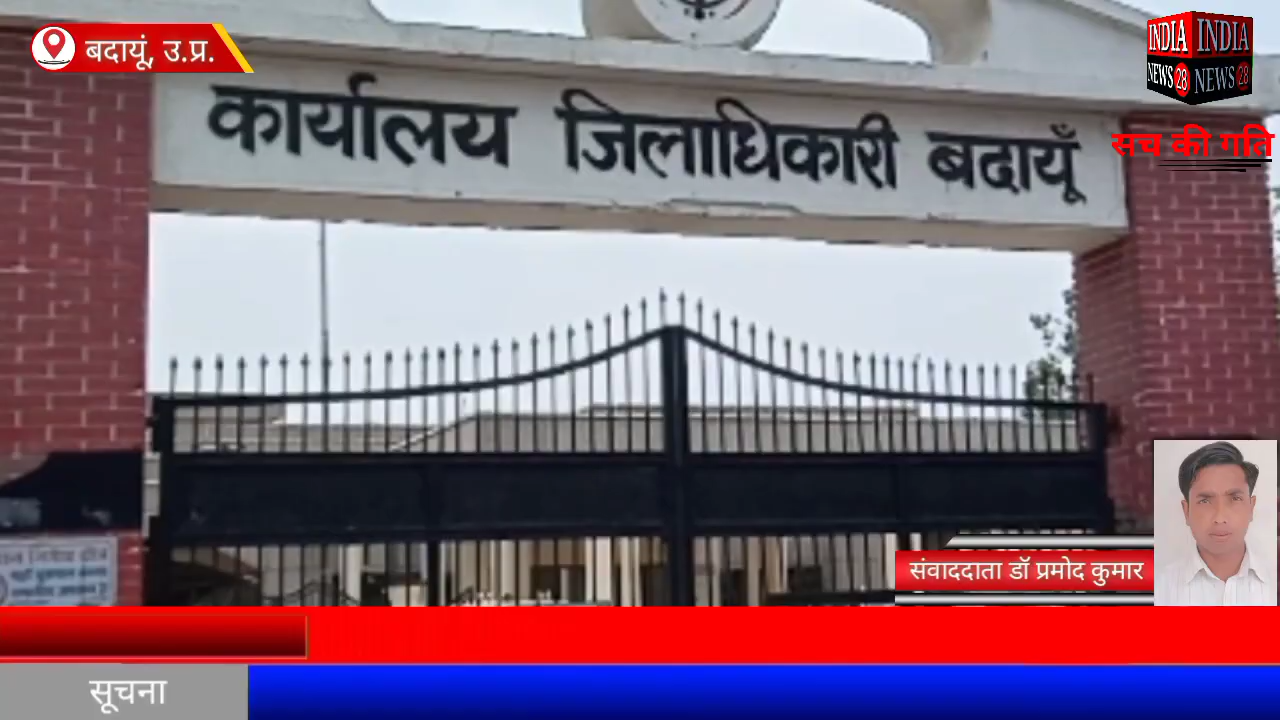 बदायूं, उ.प्र.
INDIA INDIA
NEWS 28 NEWS 28
सच की गति
कार्यालय जिलाधिकारी बदायूँ
संवाददाता डॉ प्रमोद कुमार
सूचना